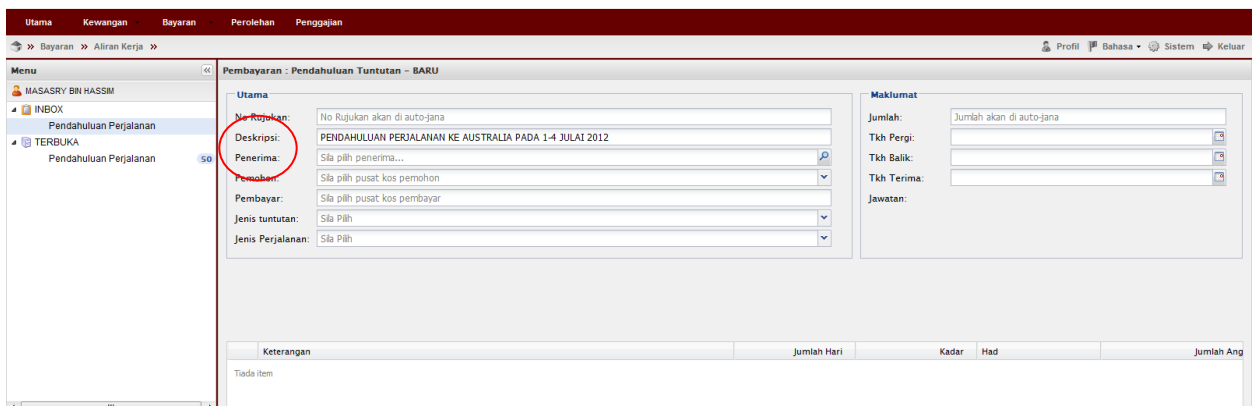 Utama Kewangan Bayaran Perolehan Penggajian
» Bayaran » Aliran Kerja » Profil Bahasa Sistem Keluar
Menu
MASASRY BIN HASSIM
INBOX
Pendahuluan Perjalanan
TERBUKA
Pendahuluan Perjalanan 50
Pembayaran : Pendahuluan Tuntutan - BARU
Utama
No Rujukan: No Rujukan akan di auto-jana
Deskripsi: PENDAHULUAN PERJALANAN KE AUSTRALIA PADA 1-4 JULAI 2012
Penerima: Sila pilih penerima...
Pemohon: Sila pilih pusat kos pemohon
Pembayar: Sila pilih pusat kos pembayar
Jenis tuntutan: Sila Pilih
Jenis Perjalanan: Sila Pilih
Maklumat
Jumlah: Jumlah akan di auto-jana
Tkh Pergi:
Tkh Balik:
Tkh Terima:
Jawatan:
Keterangan Jumlah Hari Kadar Had Jumlah Ang
Tiada item